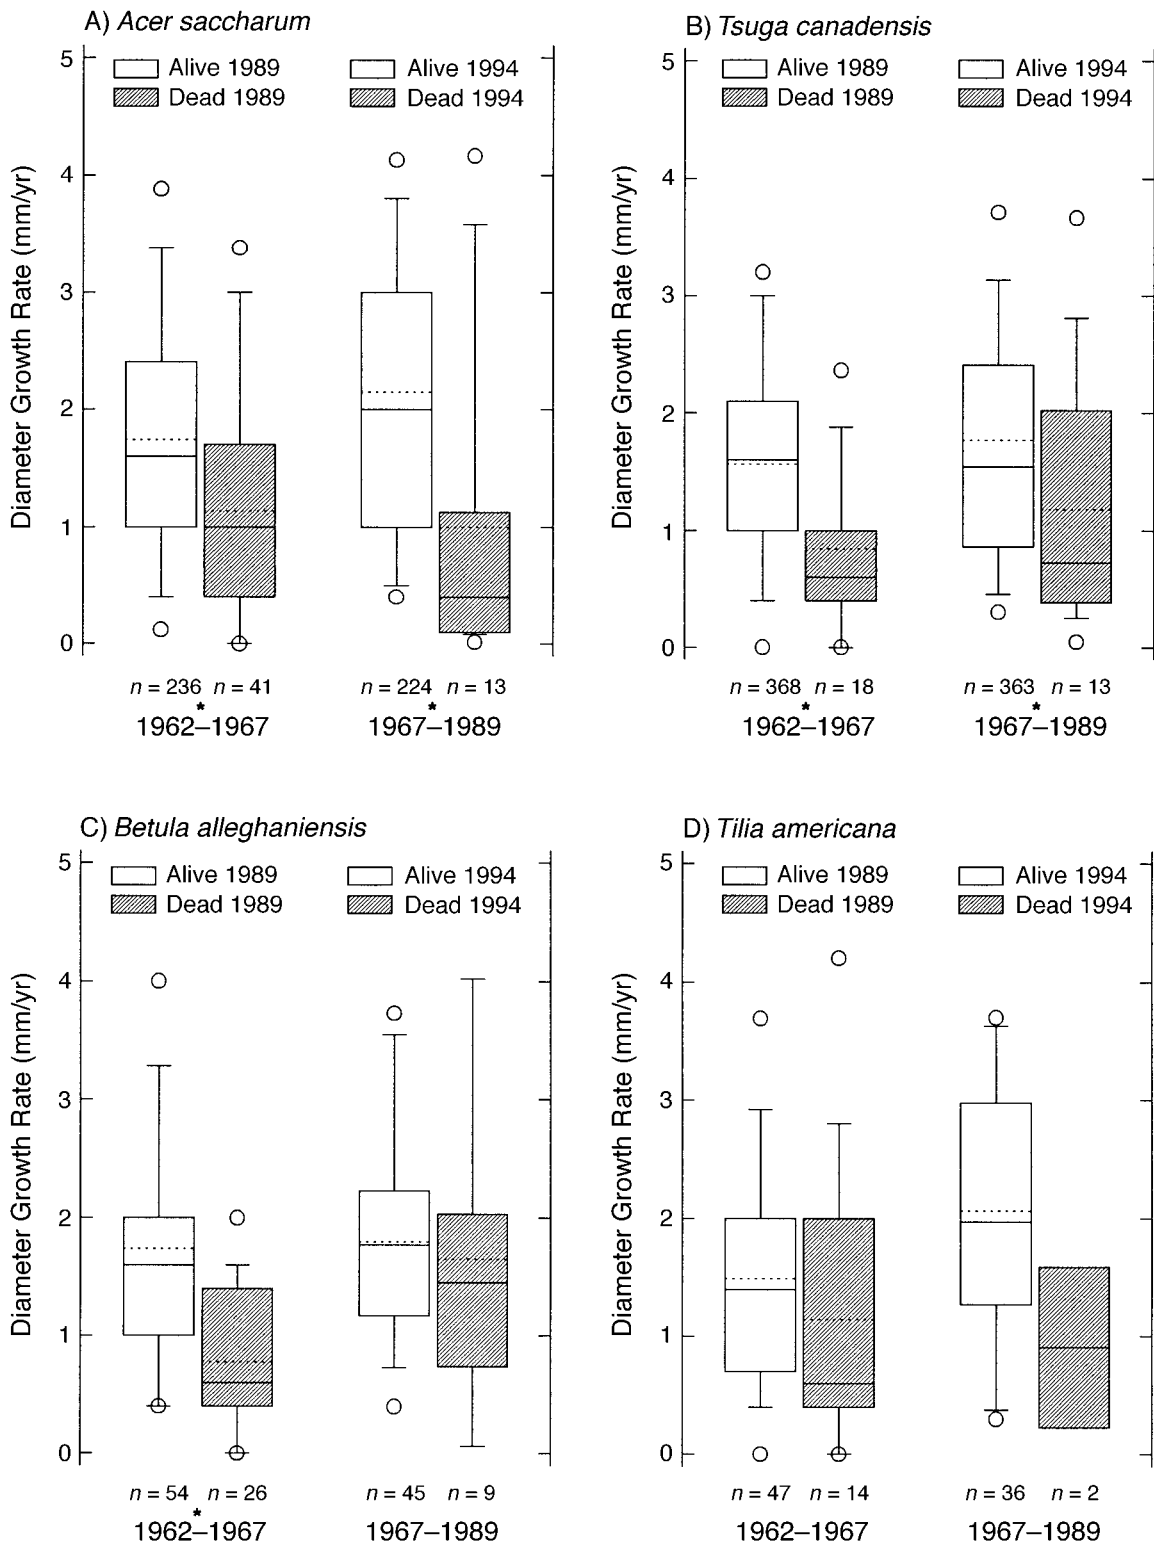 A) Acer saccharum
5
4
3
2
1
0
Diameter Growth Rate (mm/yr)
Alive 1989
Dead 1989
Alive 1994
Dead 1994
n = 236 n = 41 n = 224 n = 13
* *
1962–1967 1967–1989
B) Tsuga canadensis
5
4
3
2
1
0
Diameter Growth Rate (mm/yr)
Alive 1989
Dead 1989
Alive 1994
Dead 1994
n = 368 n = 18 n = 363 n = 13
* *
1962–1967 1967–1989
C) Betula alleghaniensis
5
4
3
2
1
0
Diameter Growth Rate (mm/yr)
Alive 1989
Dead 1989
Alive 1994
Dead 1994
n = 54 n = 26 n = 45 n = 9
*
1962–1967 1967–1989
D) Tilia americana
5
4
3
2
1
0
Diameter Growth Rate (mm/yr)
Alive 1989
Dead 1989
Alive 1994
Dead 1994
n = 47 n = 14 n = 36 n = 2
1962–1967 1967–1989